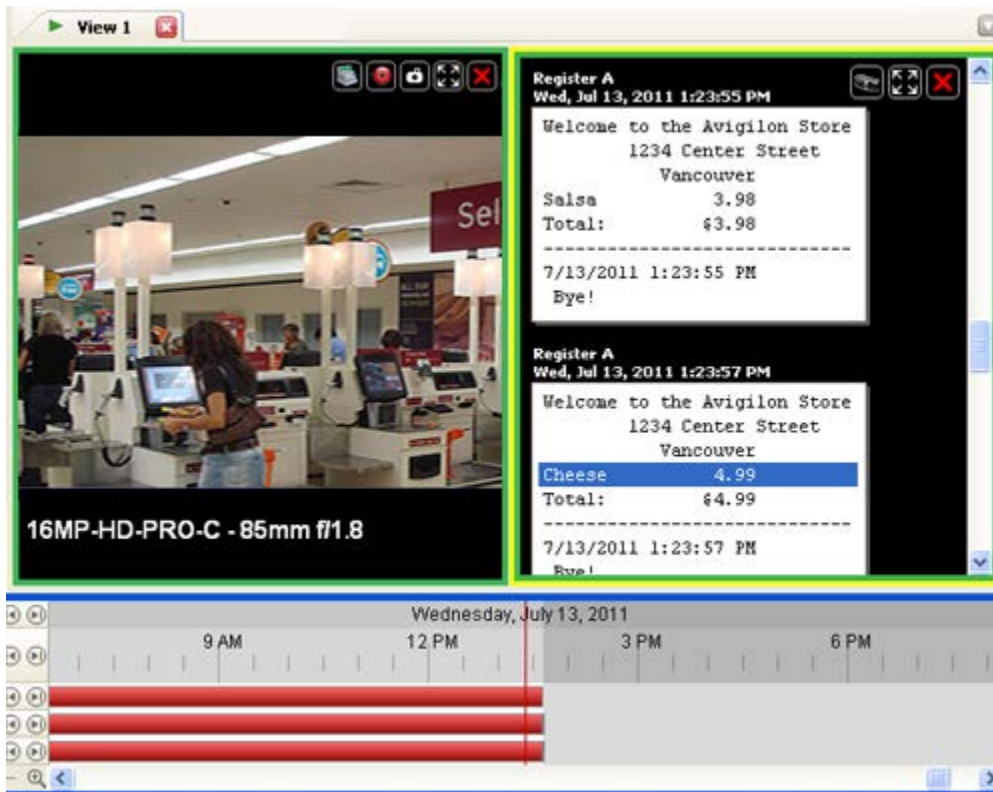 View 1
Sel
16MP-HD-PRO-C - 85mm f/1.8
Register A
Wed, Jul 13, 2011 1:23:55 PM
Welcome to the Avigilon Store
1234 Center Street
Vancouver
Salsa 3.98
Total: $3.98
-----------------------------
7/13/2011 1:23:55 PM
Bye!
Register A
Wed, Jul 13, 2011 1:23:57 PM
Welcome to the Avigilon Store
1234 Center Street
Vancouver
Cheese 4.99
Total: $4.99
-----------------------------
7/13/2011 1:23:57 PM
Bye!
Wednesday, July 13, 2011
9 AM 12 PM 3 PM 6 PM